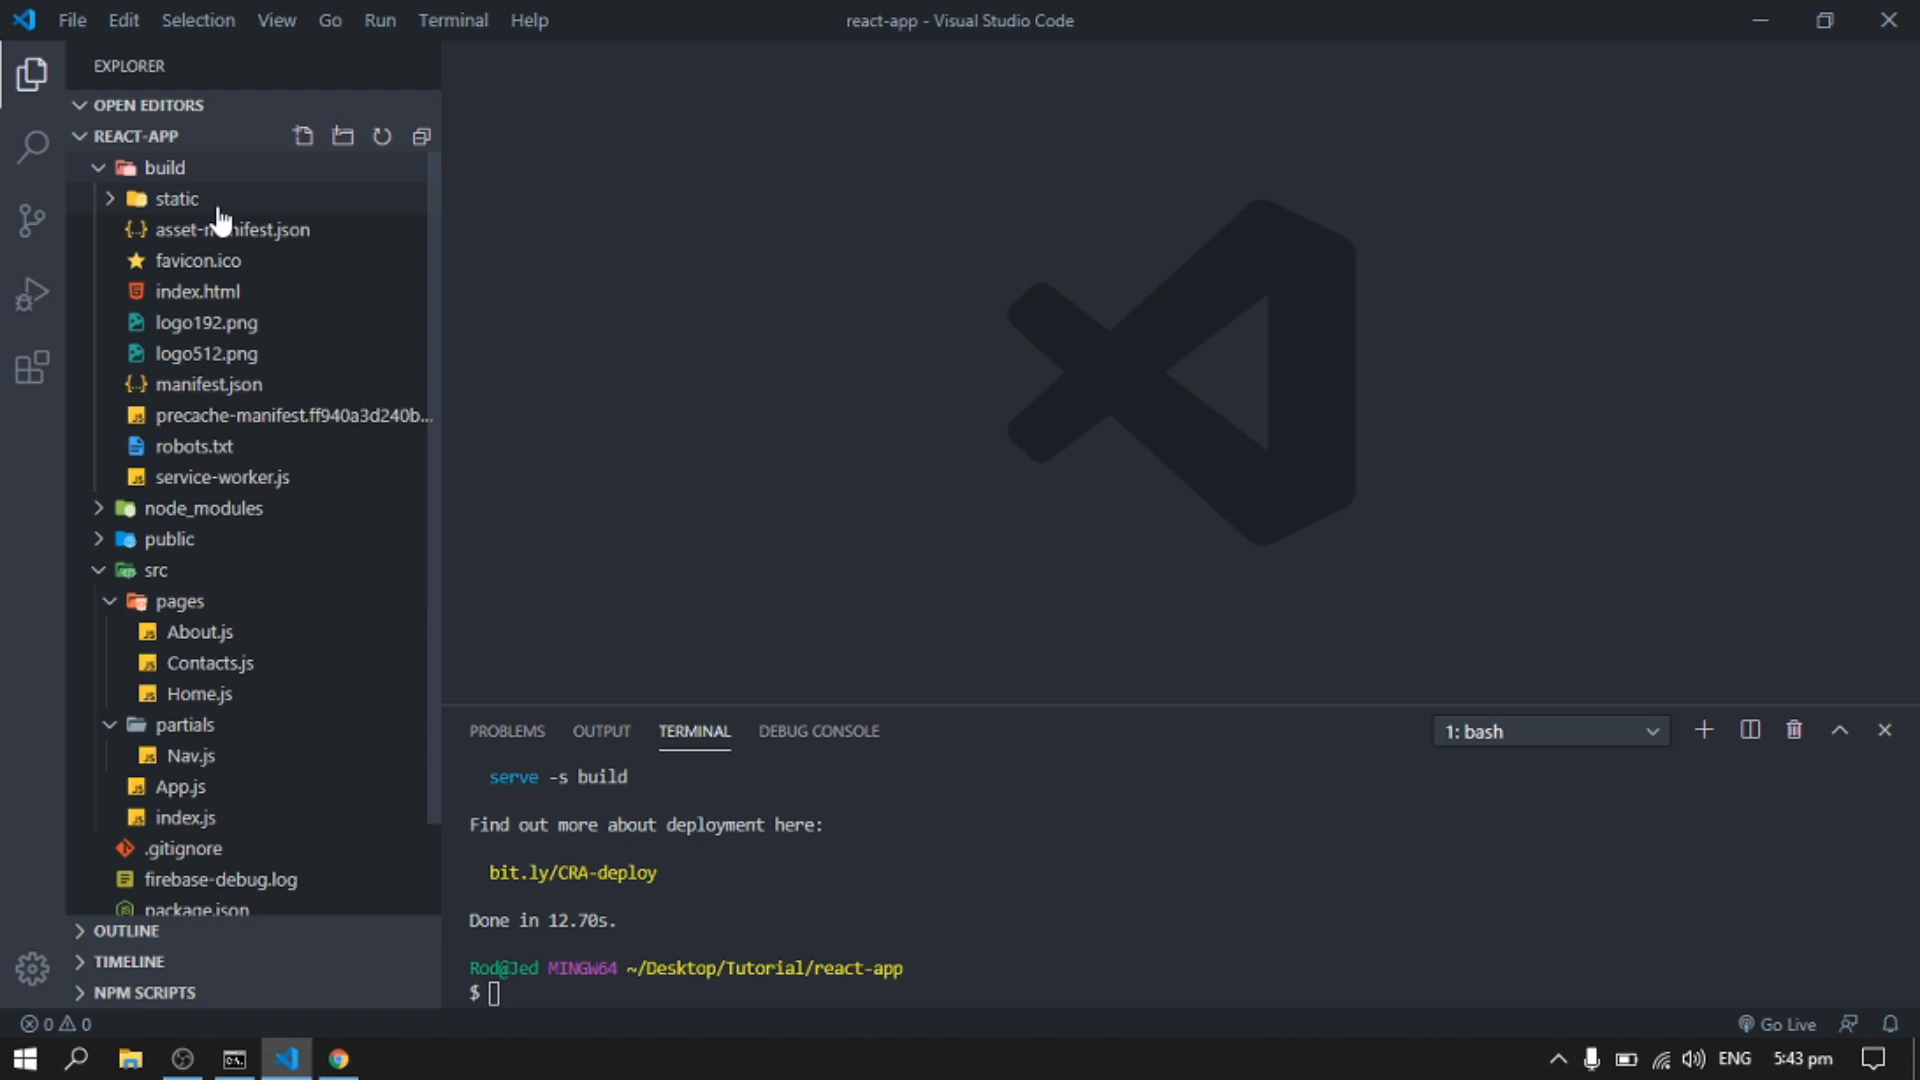 File Edit Selection View Go Run Terminal Help
react-app - Visual Studio Code
EXPLORER
OPEN EDITORS
REACT-APP
build
static
asset-manifest.json
favicon.ico
index.html
logo192.png
logo512.png
manifest.json
precache-manifest.ff940a3d240b...
robots.txt
service-worker.js
node_modules
public
src
pages
About.js
Contacts.js
Home.js
partials
Nav.js
App.js
index.js
.gitignore
firebase-debug.log
package.json
OUTLINE
TIMELINE
NPM SCRIPTS
PROBLEMS OUTPUT TERMINAL DEBUG CONSOLE
1: bash
serve -s build
Find out more about deployment here:
bit.ly/CRA-deploy
Done in 12.70s.
Rod@Jed MINGW64 ~/Desktop/Tutorial/react-app
$
0 0
Go Live
ENG 5:43 pm